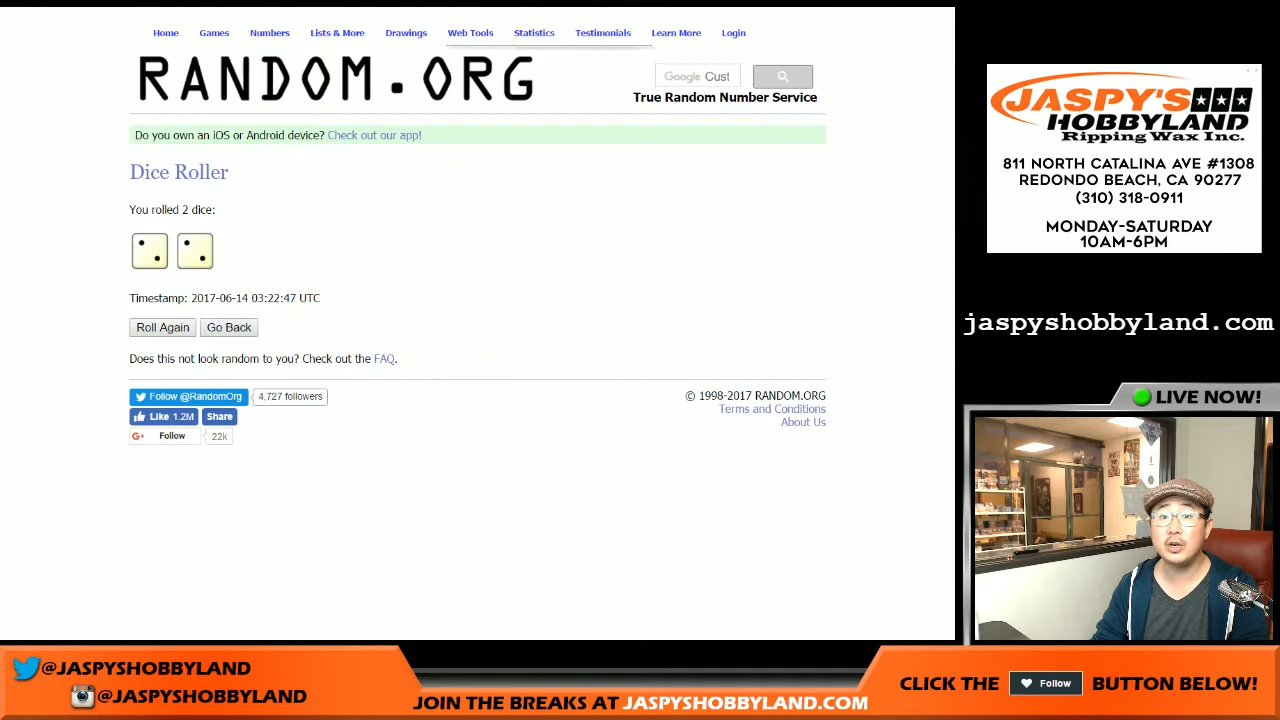 Home Games Numbers Lists & More Drawings Web Tools Statistics Testimonials Learn More Login
RANDOM.ORG
Google Cust
True Random Number Service
Do you own an iOS or Android device? Check out our app!
Dice Roller
You rolled 2 dice:
Timestamp: 2017-06-14 03:22:47 UTC
Roll Again Go Back
Does this not look random to you? Check out the FAQ.
Follow @RandomOrg 4,727 followers
Like 1.2M Share
G+ Follow 22k
© 1998-2017 RANDOM.ORG
Terms and Conditions
About Us
JASPY'S
HOBBYLAND
Ripping Wax Inc.
811 NORTH CATALINA AVE #1308
REDONDO BEACH, CA 90277
(310) 318-0911
MONDAY-SATURDAY
10AM-6PM
jaspyshobbyland.com
LIVE NOW!
@JASPYSHOBBYLAND
@JASPYSHOBBYLAND
JOIN THE BREAKS AT JASPYSHOBBYLAND.COM
CLICK THE Follow BUTTON BELOW!